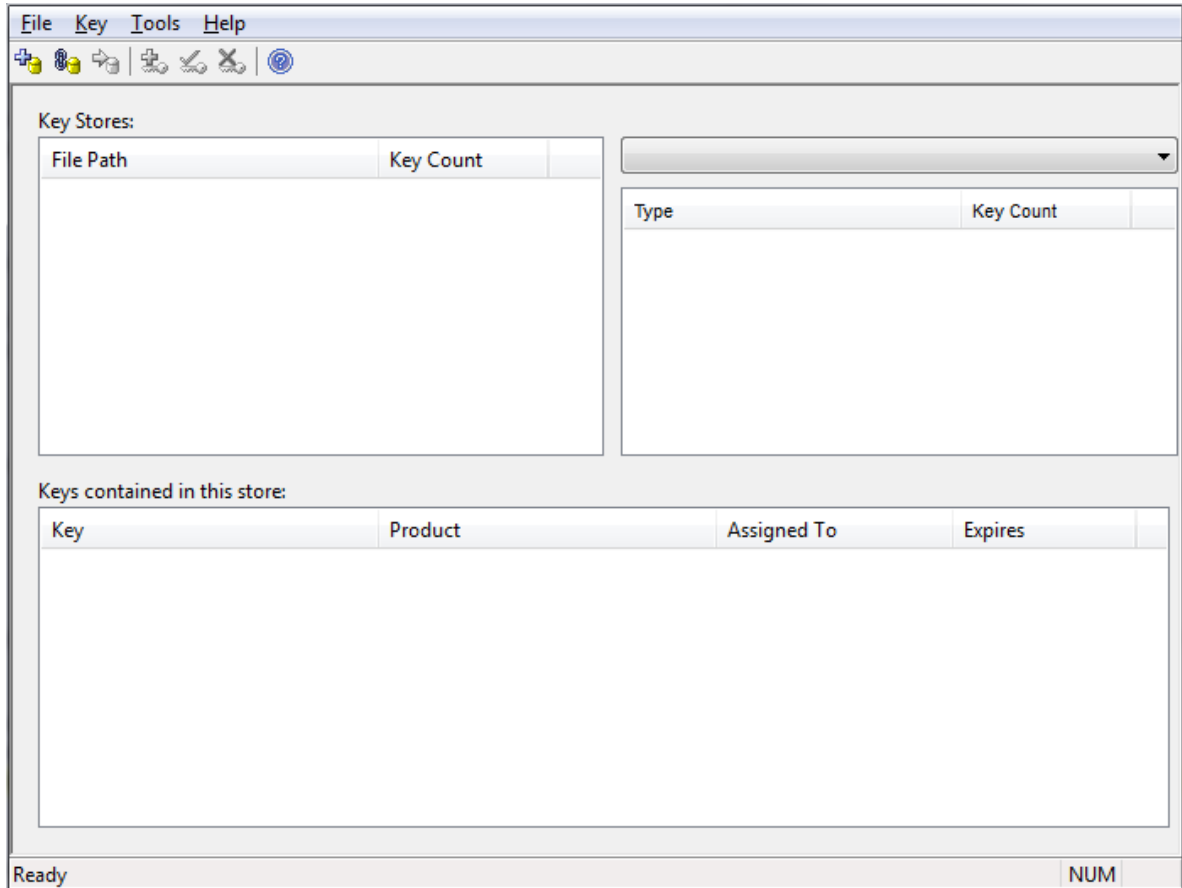 File Key Tools Help
Key Stores:
File Path Key Count
Type Key Count
Keys contained in this store:
Key Product Assigned To Expires
Ready NUM